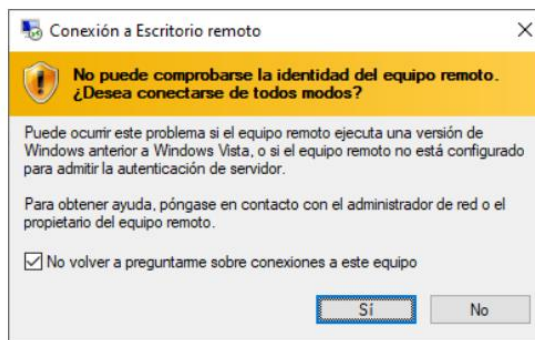 Conexión a Escritorio remoto
No puede comprobarse la identidad del equipo remoto.
¿Desea conectarse de todos modos?
Puede ocurrir este problema si el equipo remoto ejecuta una versión de
Windows anterior a Windows Vista, o si el equipo remoto no está configurado
para admitir la autenticación de servidor.
Para obtener ayuda, póngase en contacto con el administrador de red o el
propietario del equipo remoto.
No volver a preguntarme sobre conexiones a este equipo
Sí No